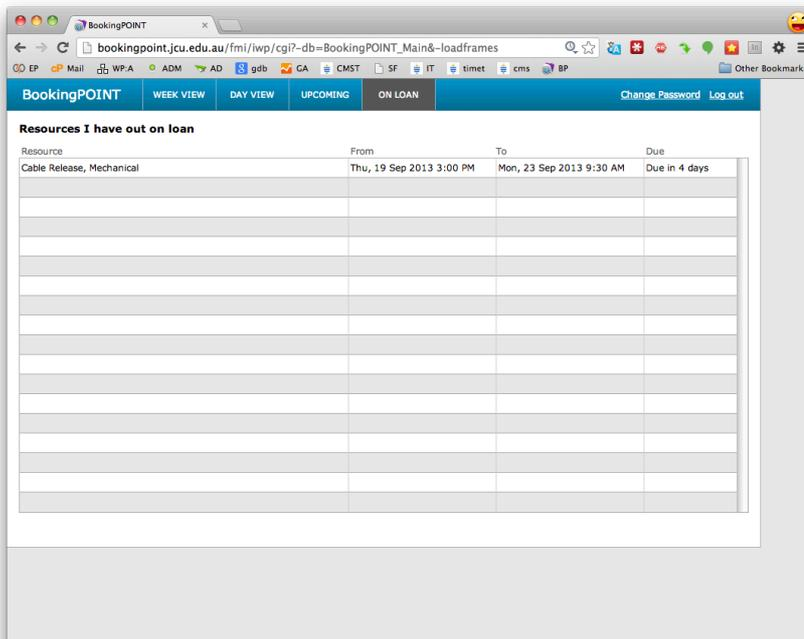 BookingPOINT
bookingpoint.jcu.edu.au/fmi/iwp/cgi?-db=BookingPOINT_Main&-loadframes
EP cP Mail WP:A ADM AD 8 gdb GA CMST SF IT timet cms BP Other Bookmark
BookingPOINT WEEK VIEW DAY VIEW UPCOMING ON LOAN Change Password Log out
Resources I have out on loan
Resource From To Due
Cable Release, Mechanical Thu, 19 Sep 2013 3:00 PM Mon, 23 Sep 2013 9:30 AM Due in 4 days